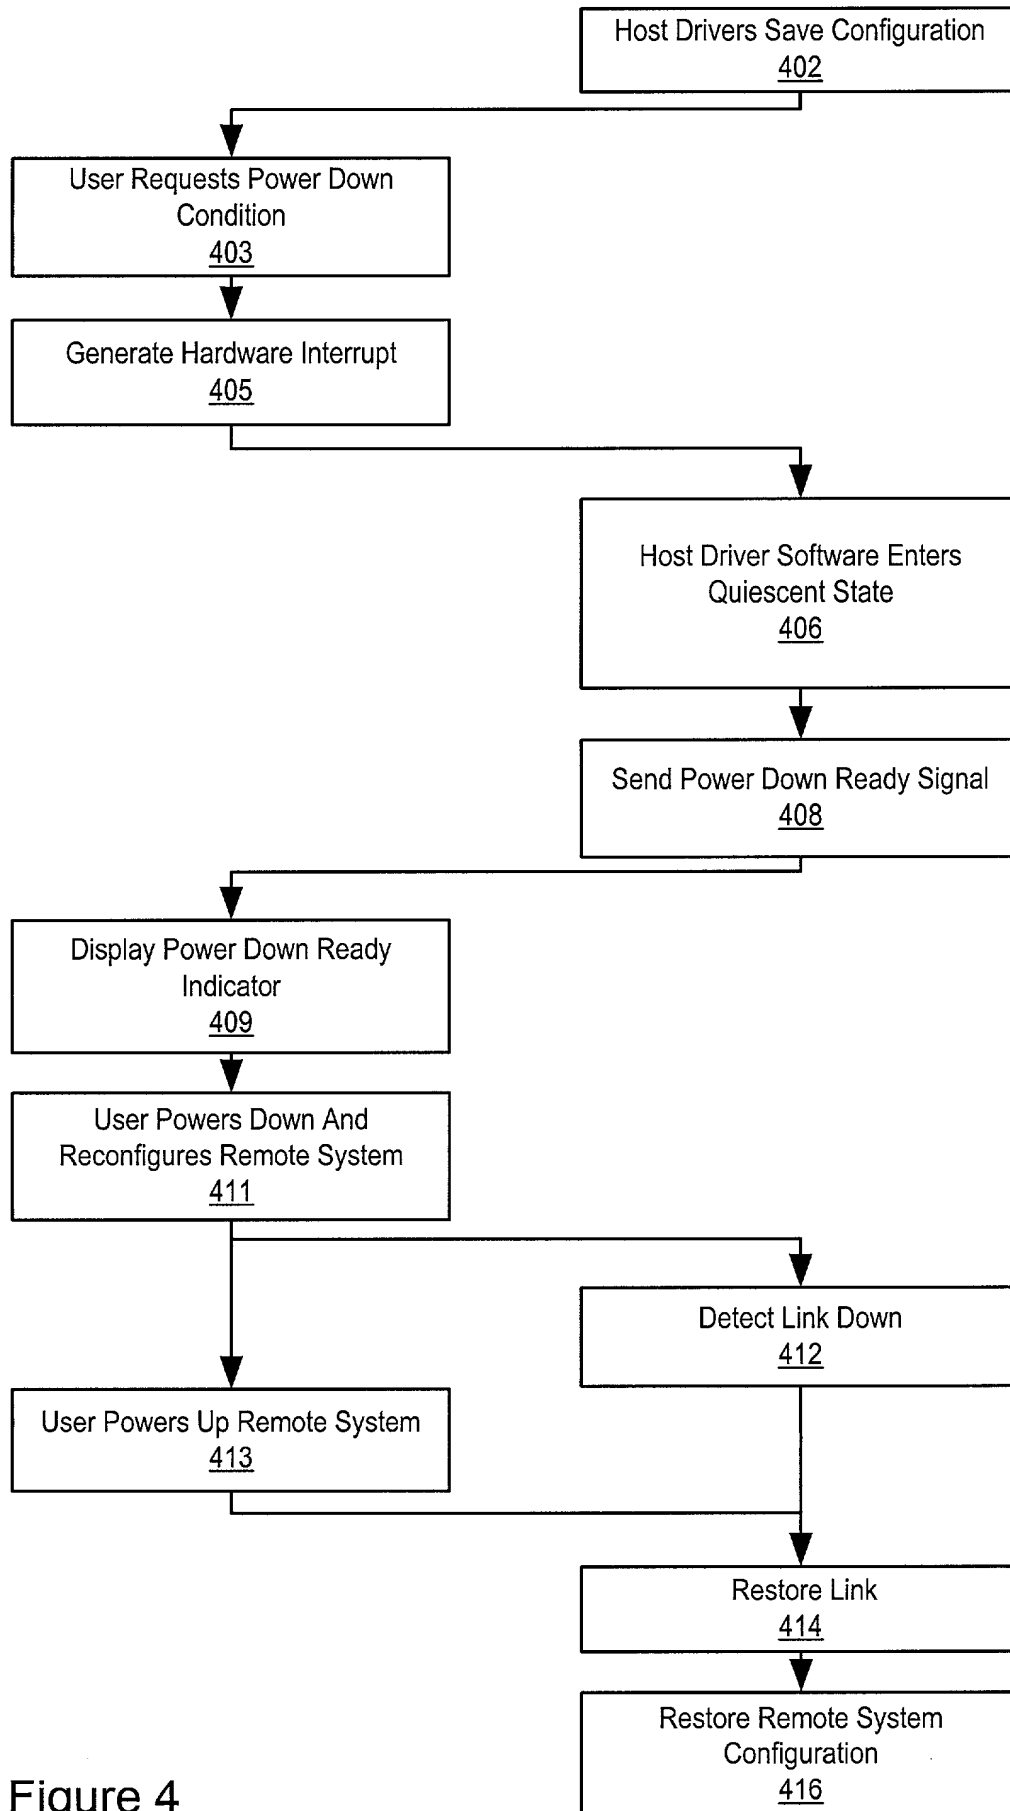 Host Drivers Save Configuration
402
User Requests Power Down
Condition
403
Generate Hardware Interrupt
405
Host Driver Software Enters
Quiescent State
406
Send Power Down Ready Signal
408
Display Power Down Ready
Indicator
409
User Powers Down And
Reconfigures Remote System
411
Detect Link Down
412
User Powers Up Remote System
413
Restore Link
414
Restore Remote System
Configuration
416
Figure 4